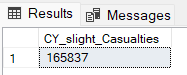 Results Messages
CY_slight_Casualties
1 165837